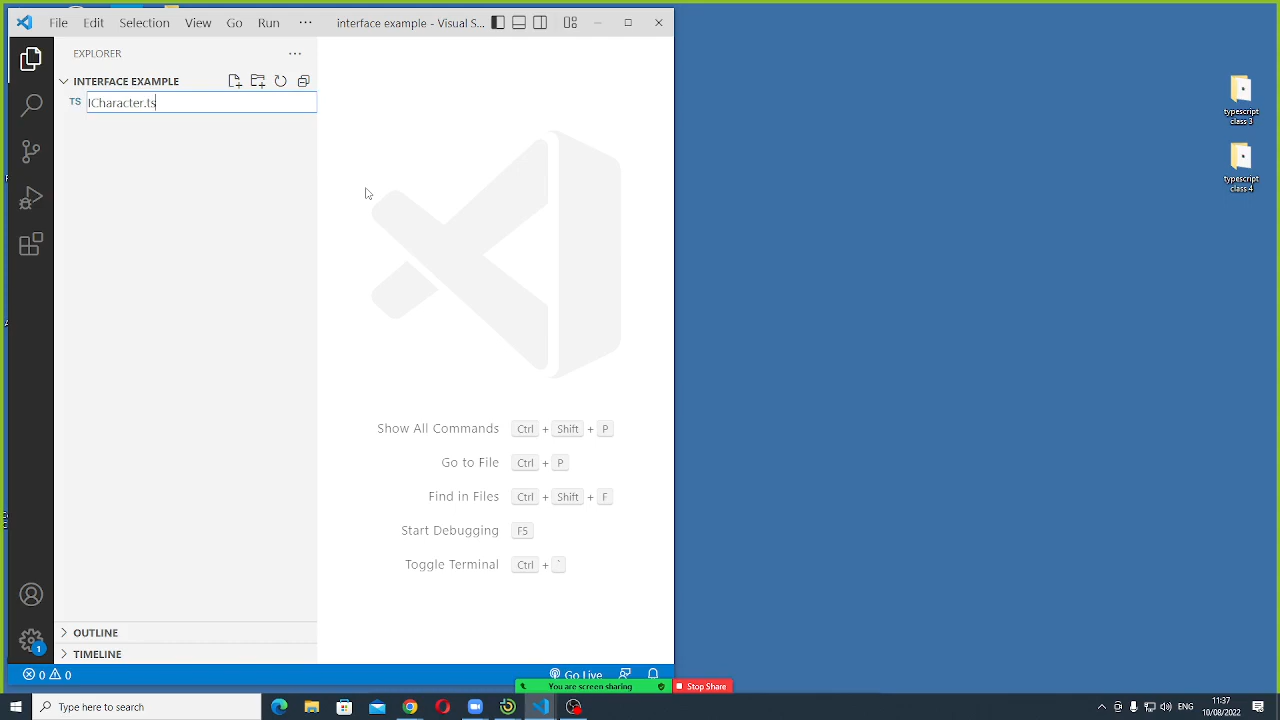 File Edit Selection View Go Run ··· interface example - Visual S...
EXPLORER ···
INTERFACE EXAMPLE
TS ICharacter.ts
typescript class 3
typescript class 4
Show All Commands Ctrl + Shift + P
Go to File Ctrl + P
Find in Files Ctrl + Shift + F
Start Debugging F5
Toggle Terminal Ctrl + `
1
OUTLINE
TIMELINE
0 0 Go Live
You are screen sharing Stop Share
Type here to search
ENG
11:37
10/08/2022